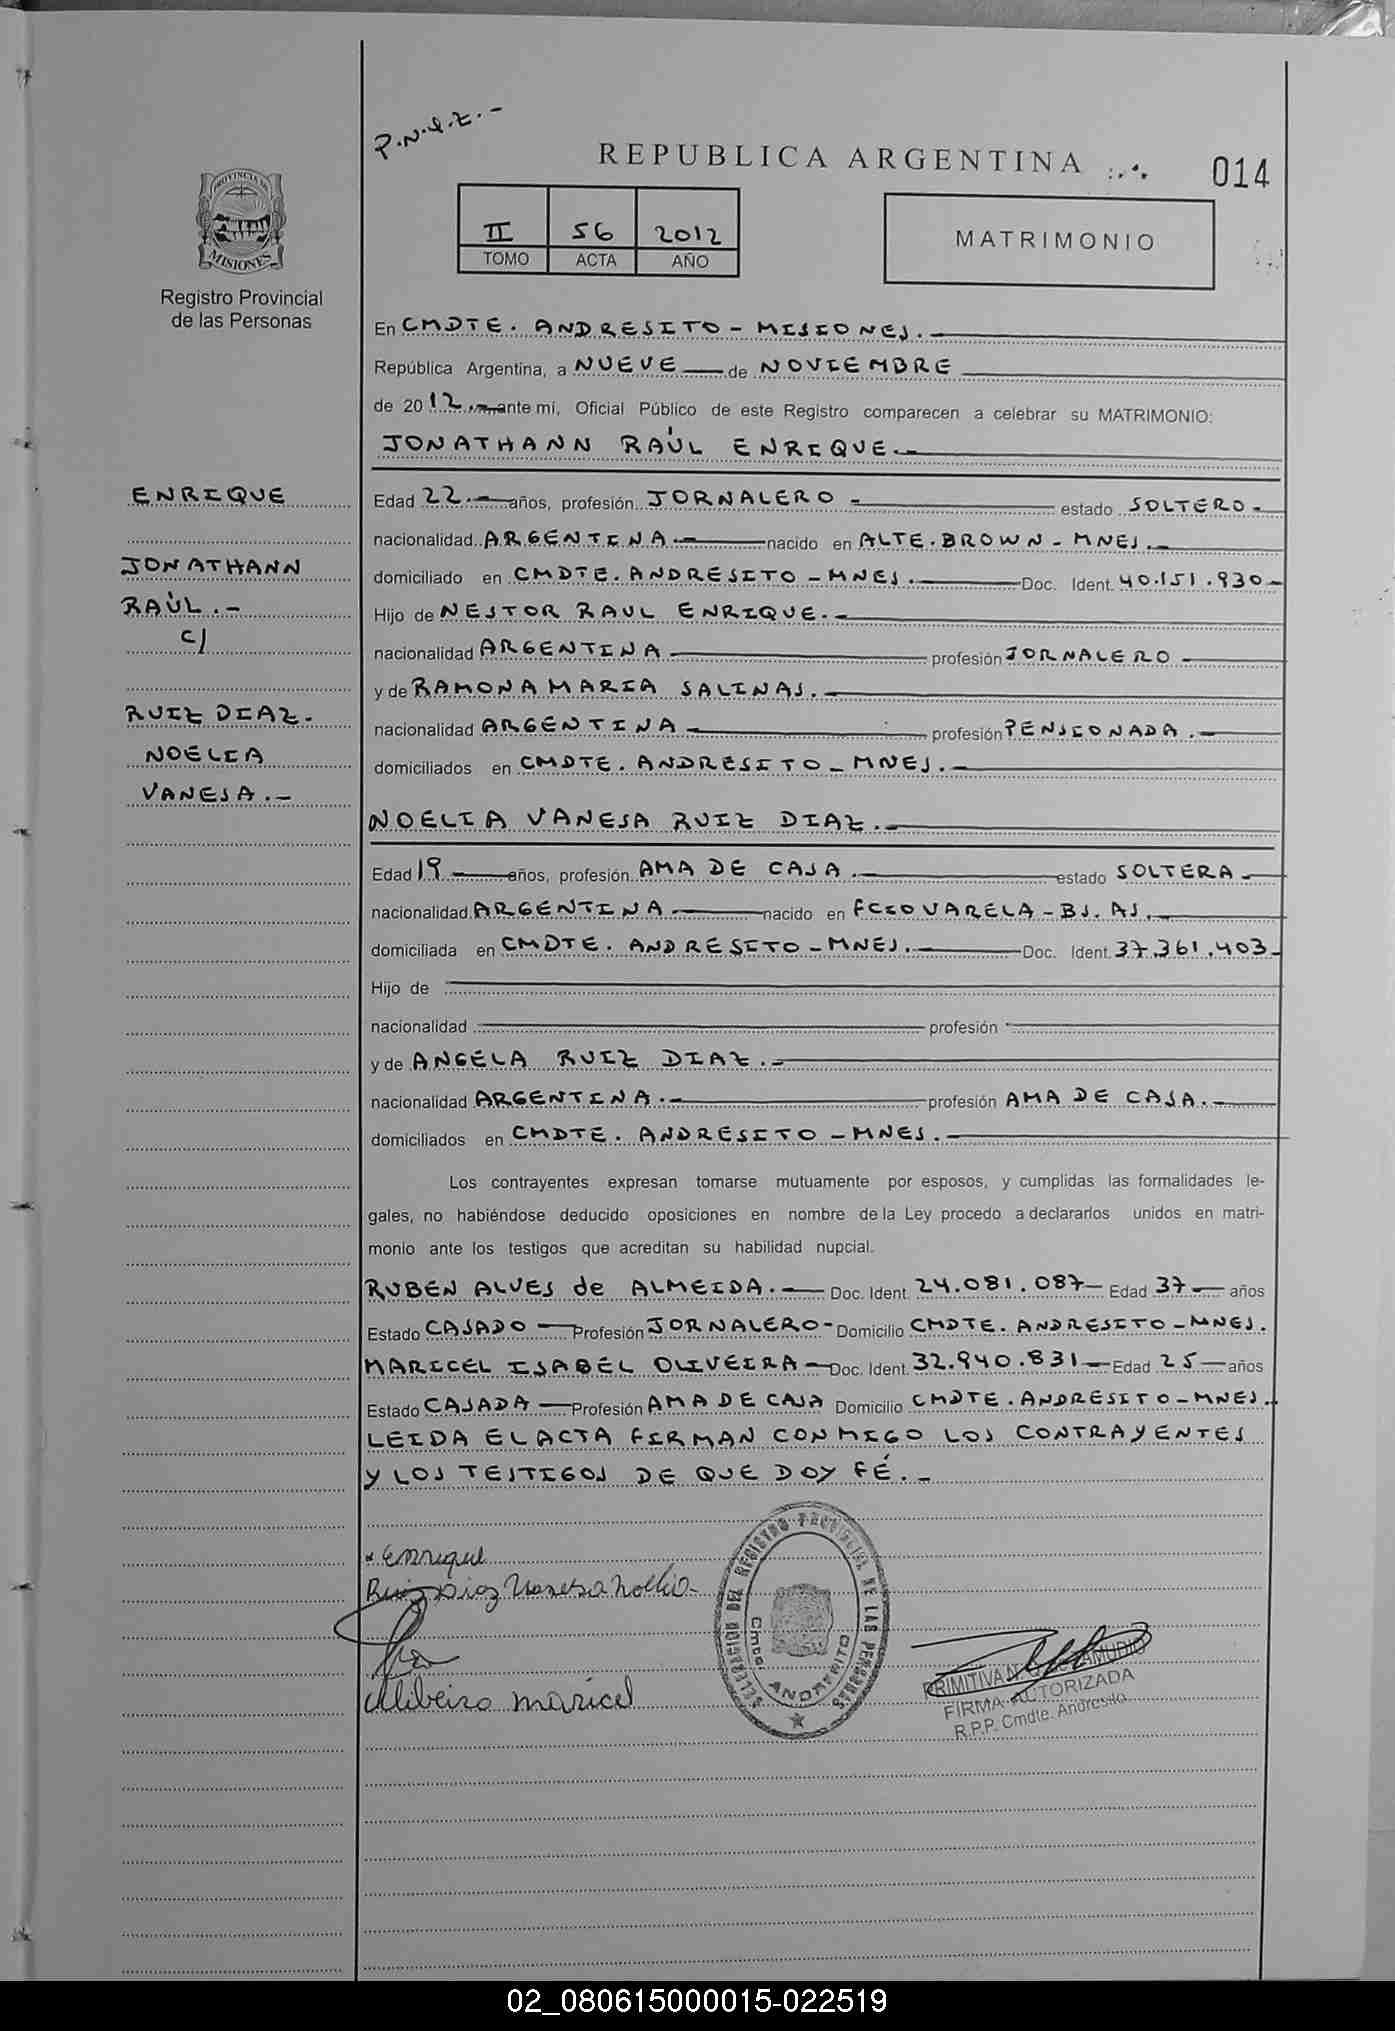 P.N.I.Z.-
REPUBLICA ARGENTINA
014
II 56 2012
TOMO ACTA AÑO
MATRIMONIO
PROVINCIA DE
MISIONES
Registro Provincial
de las Personas
En CMDTE. ANDRESITO - MISIONES.-
República Argentina, a NUEVE de NOVIEMBRE
de 2012.- ante mí, Oficial Público de este Registro comparecen a celebrar su MATRIMONIO:
JONATHANN RAÚL ENRIQUE.-
ENRIQUE
JONATHANN
RAÚL.-
C/
RUIZ DIAZ.
NOELIA
VANESA.-
Edad 22.- años, profesión JORNALERO - estado SOLTERO-
nacionalidad ARGENTINA.- nacido en ALTE. BROWN - MNES.-
domiciliado en CMDTE. ANDRESITO - MNES. Doc. Ident. 40.151.930-
Hijo de NESTOR RAUL ENRIQUE.-
nacionalidad ARGENTINA profesión JORNALERO -
y de RAMONA MARIA SALINAS.-
nacionalidad ARGENTINA- profesión PENSIONADA.-
domiciliados en CMDTE. ANDRESITO - MNES.-
NOELIA VANESA RUIZ DIAZ.-
Edad 19 años, profesión AMA DE CASA.- estado SOLTERA-
nacionalidad ARGENTINA nacido en FCIO VARELA - BS. AS.-
domiciliada en CMDTE. ANDRESITO - MNES.- Doc. Ident. 37.361.403-
Hijo de
nacionalidad profesión
y de ANGELA RUIZ DIAZ.-
nacionalidad ARGENTINA.- profesión AMA DE CASA.-
domiciliados en CMDTE. ANDRESITO - MNES.-
Los contrayentes expresan tomarse mutuamente por esposos, y cumplidas las formalidades le-
gales, no habiéndose deducido oposiciones en nombre de la Ley procedo a declararlos unidos en matri-
monio ante los testigos que acreditan su habilidad nupcial.
RUBEN ALVES de ALMEIDA.- Doc. Ident. 24.081.087- Edad 37- años
Estado CASADO - Profesión JORNALERO- Domicilio CMDTE. ANDRESITO - MNES.
MARICEL ISABEL OLIVEIRA- Doc. Ident. 32.940.831- Edad 25- años
Estado CASADA - Profesión AMA DE CASA Domicilio CMDTE. ANDRESITO - MNES.-
LEIDA EL ACTA FIRMAN CONMIGO LOS CONTRAYENTES
Y LOS TESTIGOS DE QUE DOY FÉ.-
Enrique
Ruiz Diaz Vanesa Noelia-
maricel
DELEGACION DEL REGISTRO PROVINCIAL DE LAS PERSONAS
Cmte. ANDRESITO
FIRMA AUTORIZADA
R.P.P. Cmdte. Andresito
02_080615000015-022519